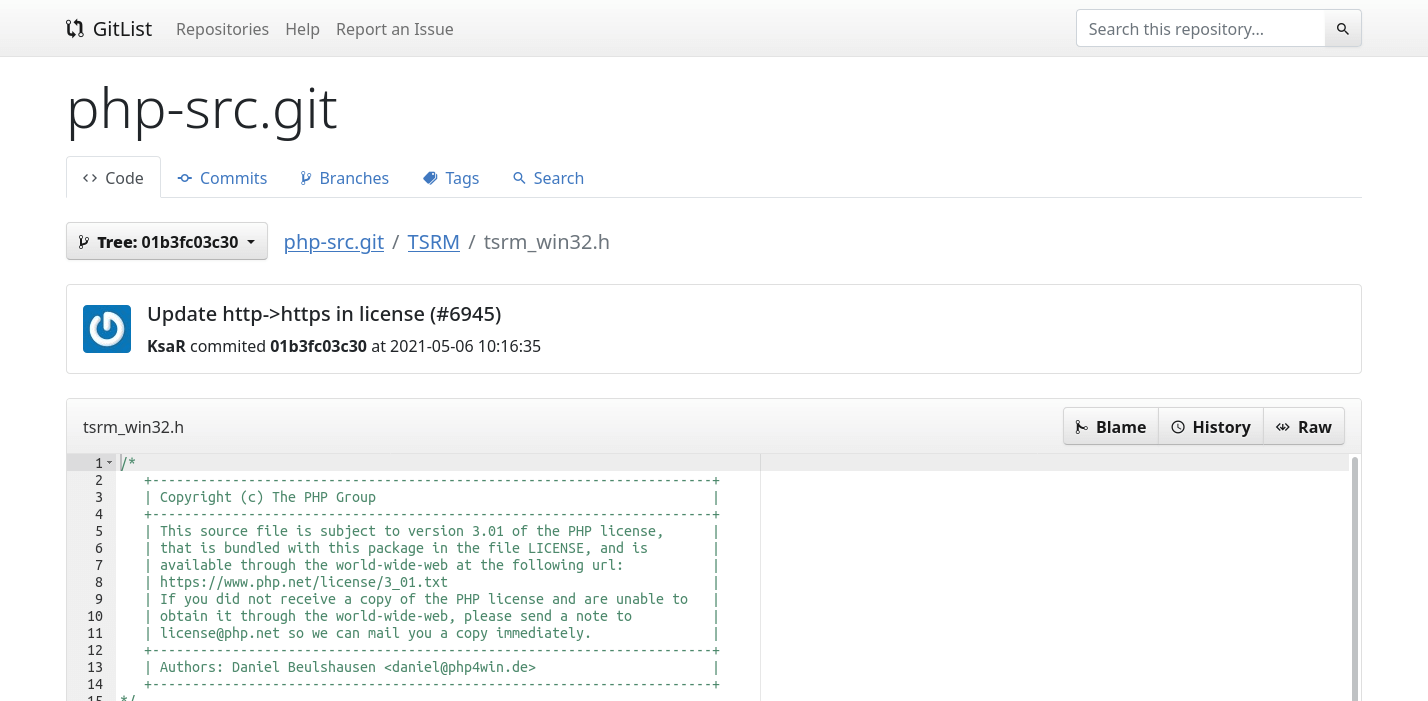 GitList Repositories Help Report an Issue Search this repository...
php-src.git
Code Commits Branches Tags Search
Tree: 01b3fc03c30 php-src.git / TSRM / tsrm_win32.h
Update http->https in license (#6945)
KsaR committed 01b3fc03c30 at 2021-05-06 10:16:35
tsrm_win32.h Blame History Raw
1 /*
2 +----------------------------------------------------------------------+
3 | Copyright (c) The PHP Group |
4 +----------------------------------------------------------------------+
5 | This source file is subject to version 3.01 of the PHP license, |
6 | that is bundled with this package in the file LICENSE, and is |
7 | available through the world-wide-web at the following url: |
8 | https://www.php.net/license/3_01.txt |
9 | If you did not receive a copy of the PHP license and are unable to |
10 | obtain it through the world-wide-web, please send a note to |
11 | license@php.net so we can mail you a copy immediately. |
12 +----------------------------------------------------------------------+
13 | Authors: Daniel Beulshausen <daniel@php4win.de> |
14 +----------------------------------------------------------------------+
15 */